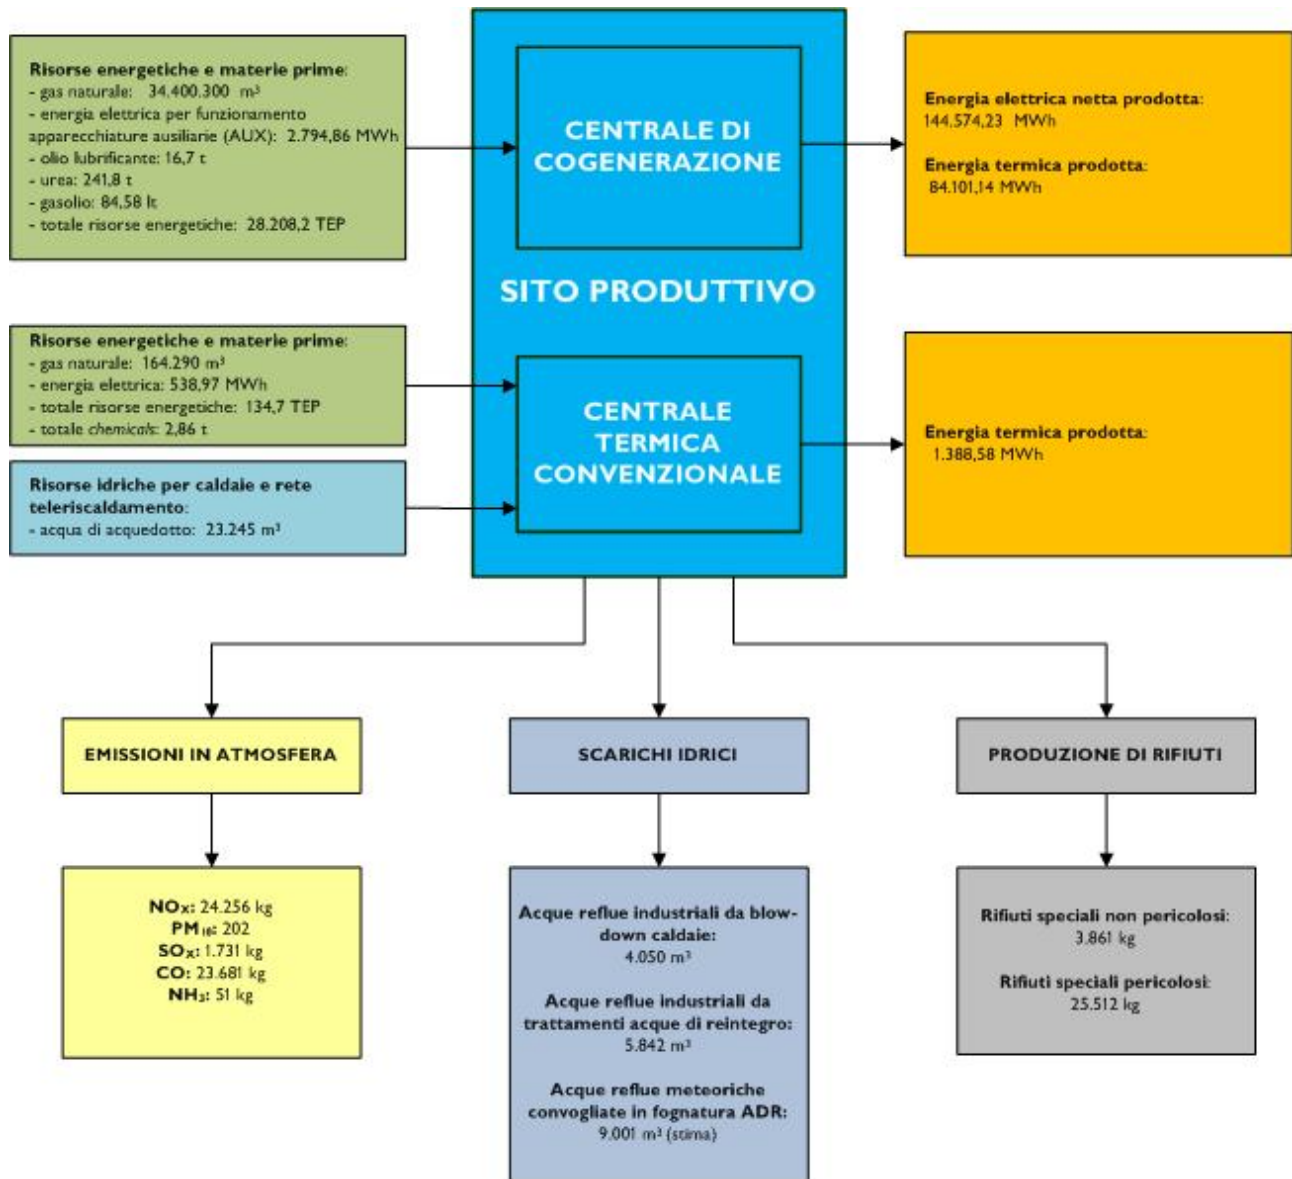 Risorse energetiche e materie prime:
- gas naturale: 34.400.300 m³
- energia elettrica per funzionamento
apparecchiature ausiliarie (AUX): 2.794,86 MWh
- olio lubrificante: 16,7 t
- urea: 241,8 t
- gasolio: 84,58 lt
- totale risorse energetiche: 28.208,2 TEP
CENTRALE DI
COGENERAZIONE
Energia elettrica netta prodotta:
144.574,23 MWh
Energia termica prodotta:
84.101,14 MWh
SITO PRODUTTIVO
Risorse energetiche e materie prime:
- gas naturale: 164.290 m³
- energia elettrica: 538,97 MWh
- totale risorse energetiche: 134,7 TEP
- totale chemicals: 2,86 t
Risorse idriche per caldaie e rete
teleriscaldamento:
- acqua di acquedotto: 23.245 m³
CENTRALE
TERMICA
CONVENZIONALE
Energia termica prodotta:
1.388,58 MWh
EMISSIONI IN ATMOSFERA
NOx: 24.256 kg
PM₁₀: 202
SOx: 1.731 kg
CO: 23.681 kg
NH₃: 51 kg
SCARICHI IDRICI
Acque reflue industriali da blow-
down caldaie:
4.050 m³
Acque reflue industriali da
trattamenti acque di reintegro:
5.842 m³
Acque reflue meteoriche
convogliate in fognatura ADR:
9.001 m³ (stima)
PRODUZIONE DI RIFIUTI
Rifiuti speciali non pericolosi:
3.861 kg
Rifiuti speciali pericolosi:
25.512 kg